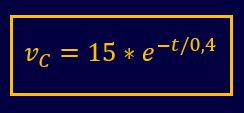 v_C = 15 * e^{-t/0,4}